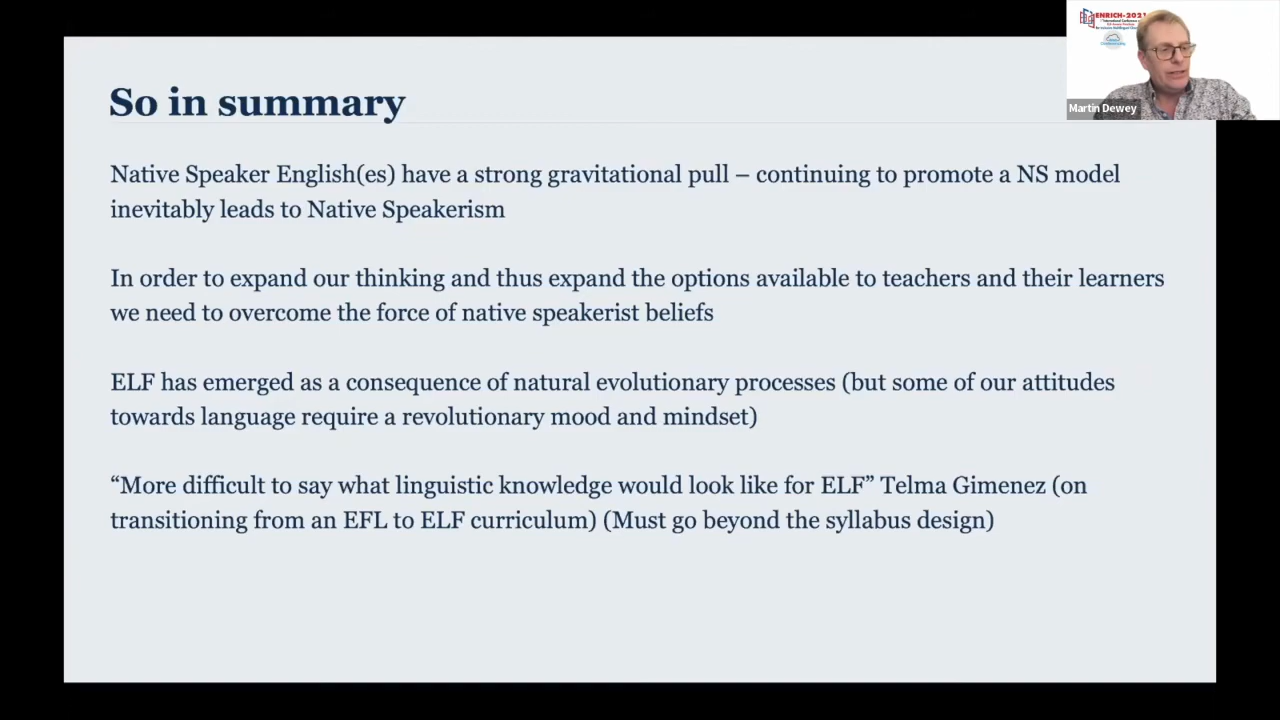 So in summary
ENRICH-2021
Martin Dewey
Native Speaker English(es) have a strong gravitational pull – continuing to promote a NS model
inevitably leads to Native Speakerism
In order to expand our thinking and thus expand the options available to teachers and their learners
we need to overcome the force of native speakerist beliefs
ELF has emerged as a consequence of natural evolutionary processes (but some of our attitudes
towards language require a revolutionary mood and mindset)
“More difficult to say what linguistic knowledge would look like for ELF” Telma Gimenez (on
transitioning from an EFL to ELF curriculum) (Must go beyond the syllabus design)